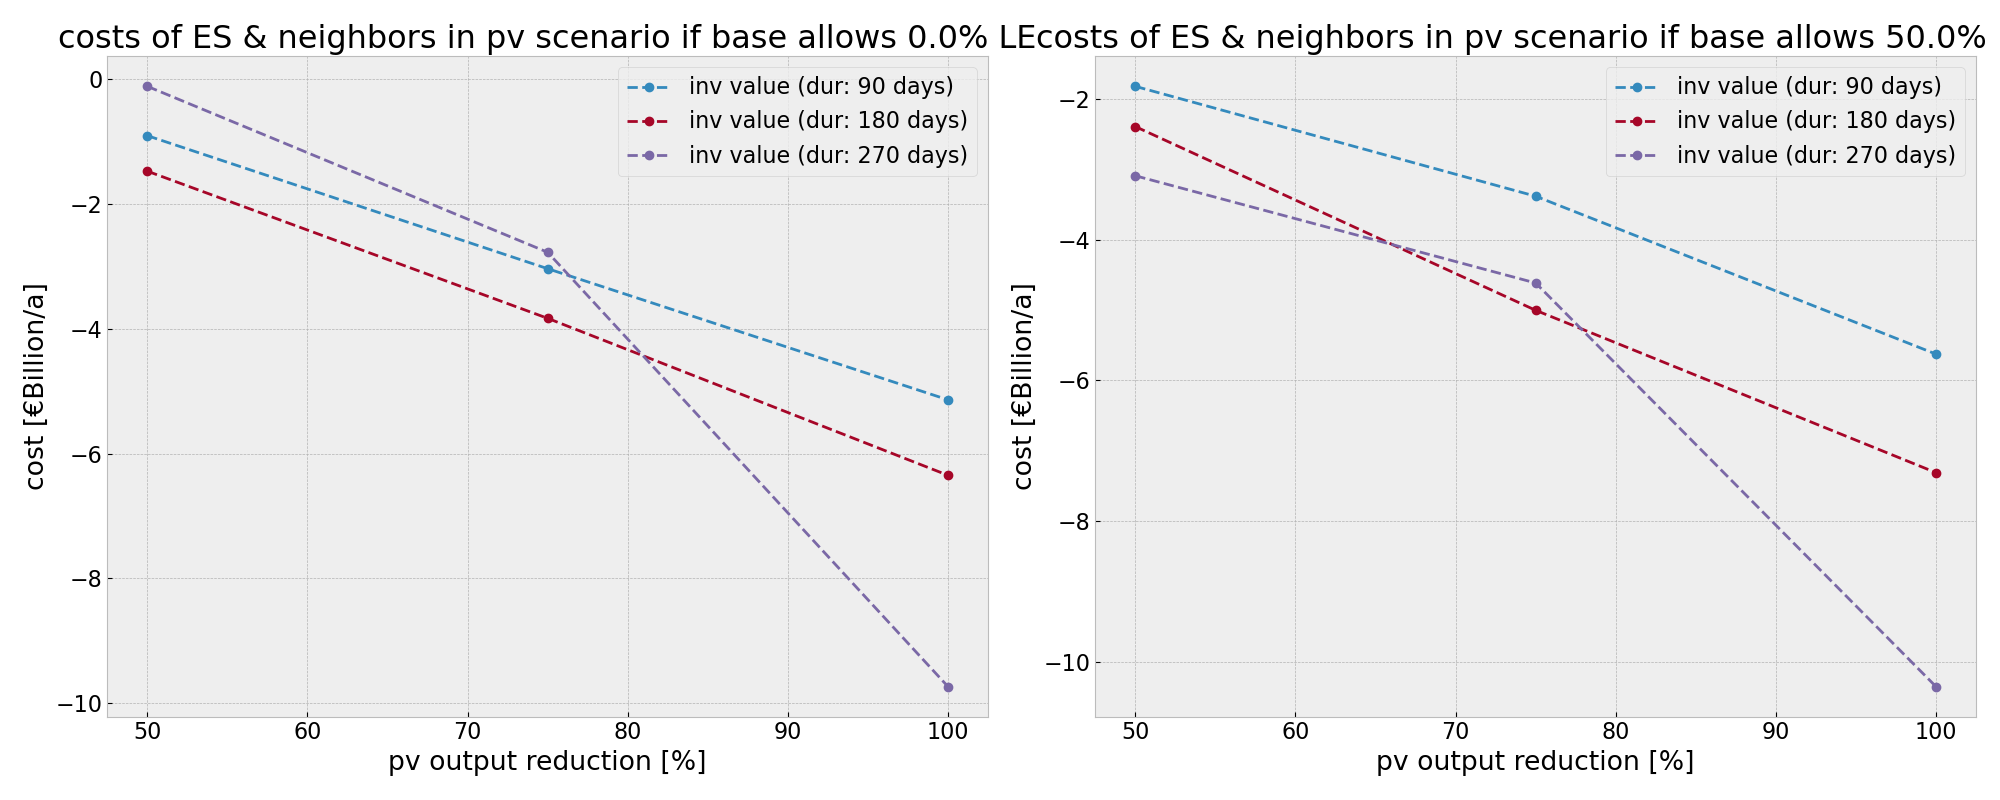 costs of ES & neighbors in pv scenario if base allows 0.0% LE
inv value (dur: 90 days)
inv value (dur: 180 days)
inv value (dur: 270 days)
0
−2
−4
−6
−8
−10
cost [€Billion/a]
50
60
70
80
90
100
pv output reduction [%]
costs of ES & neighbors in pv scenario if base allows 50.0%
inv value (dur: 90 days)
inv value (dur: 180 days)
inv value (dur: 270 days)
−2
−4
−6
−8
−10
cost [€Billion/a]
50
60
70
80
90
100
pv output reduction [%]